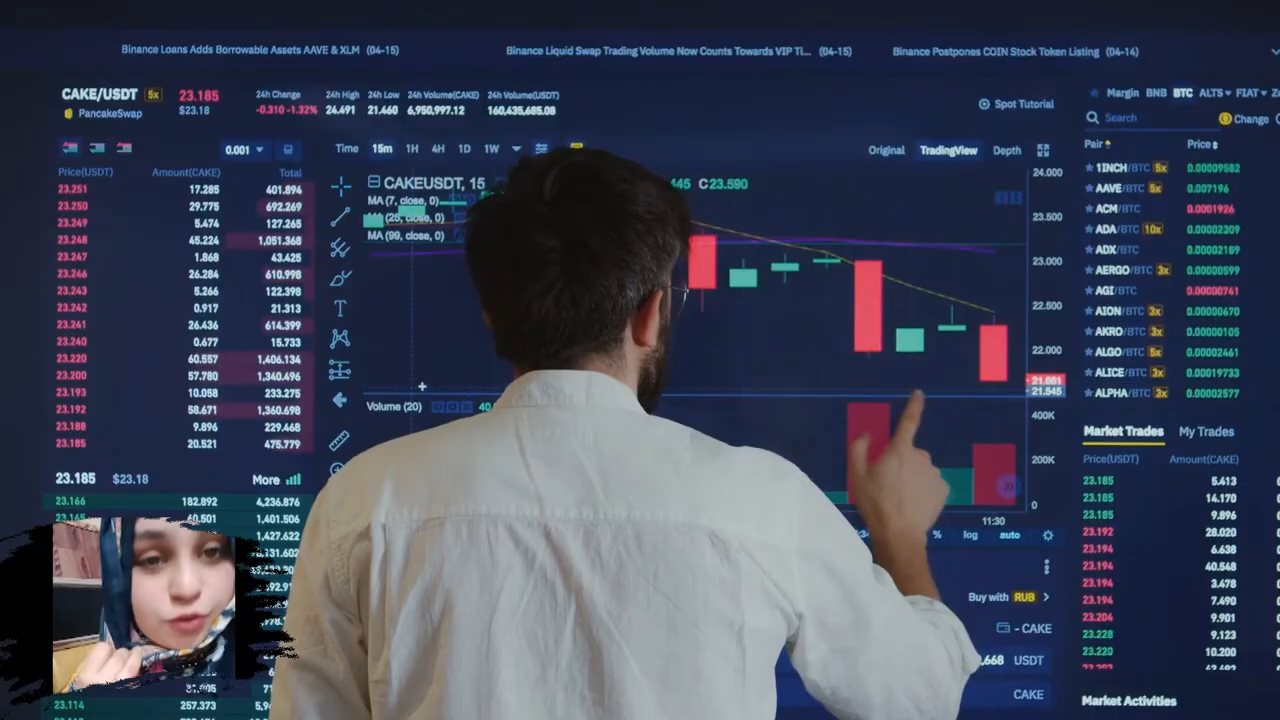 Binance Loans Adds Borrowable Assets AAVE & XLM (04-15)
Binance Liquid Swap Trading Volume Now Counts Towards VIP Ti... (04-15)
Binance Postpones COIN Stock Token Listing (04-14)
CAKE/USDT 5x 23.185
PancakeSwap $23.18
24h Change
-0.310 -1.32%
24h High
24.491
24h Low
21.460
24h Volume(CAKE)
6,950,997.12
24h Volume(USDT)
160,435,685.08
Spot Tutorial
Margin BNB BTC ALTS FIAT
Search
Change
0.001
Price(USDT) Amount(CAKE) Total
23.251 17.285 401.894
23.250 29.775 692.269
23.249 5.474 127.265
23.248 45.224 1,051.368
23.247 1.868 43.425
23.246 26.284 610.998
23.243 5.266 122.398
23.242 0.917 21.313
23.241 26.436 614.399
23.240 0.677 15.733
23.220 60.557 1,406.134
23.200 57.780 1,340.496
23.193 10.058 233.275
23.192 58.671 1,360.698
23.188 9.896 229.468
23.185 20.521 475.779
23.185 $23.18 More
23.166 182.892 4,236.876
60.501 1,401.506
1,427.622
23.114 257.373
Time 15m 1H 4H 1D 1W
Original TradingView Depth
CAKEUSDT, 15
C23.590
MA (7, close, 0)
MA (25, close, 0)
MA (99, close, 0)
24.000
23.500
23.000
22.500
22.000
21.545
Volume (20)
400K
200K
0
11:30
% log auto
Buy with RUB
- CAKE
USDT
CAKE
Pair Price
1INCH/BTC 5x 0.00009582
AAVE/BTC 5x 0.007196
ACM/BTC 0.0001926
ADA/BTC 10x 0.00002309
ADX/BTC 0.00002189
AERGO/BTC 3x 0.00000599
AGI/BTC 0.00000741
AION/BTC 3x 0.00000670
AKRO/BTC 3x 0.00000105
ALGO/BTC 5x 0.00002461
ALICE/BTC 3x 0.00019733
ALPHA/BTC 3x 0.00002577
Market Trades My Trades
Price(USDT) Amount(CAKE)
23.185 5.413
23.185 14.170
23.185 9.896
23.192 28.020
23.194 6.638
23.194 40.548
23.194 3.478
23.194 7.490
23.204 9.901
23.228 9.123
23.220 10.200
Market Activities